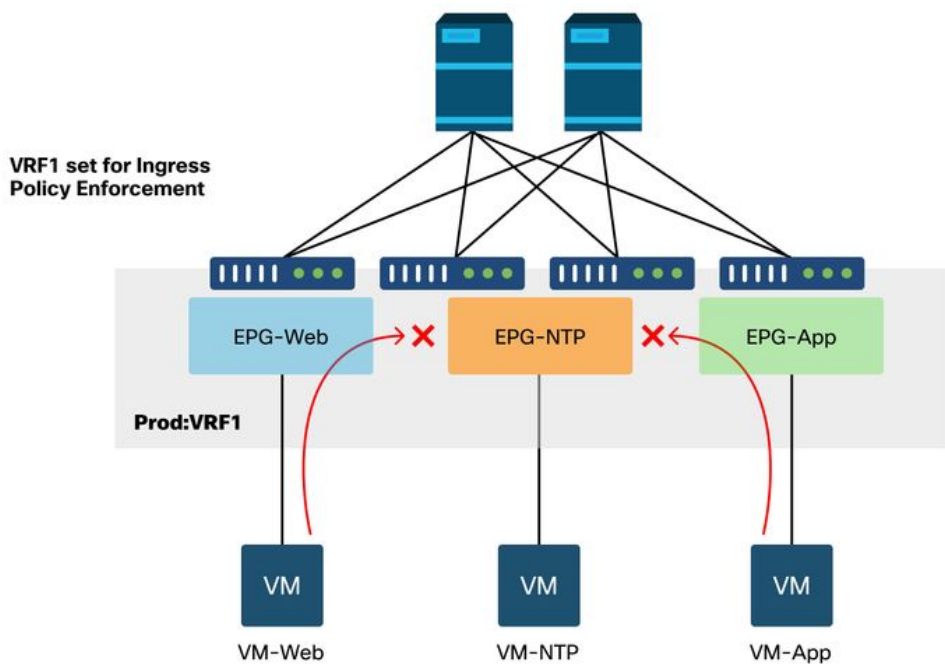 VRF1 set for Ingress
Policy Enforcement
EPG-Web
EPG-NTP
EPG-App
Prod:VRF1
VM
VM
VM
VM-Web
VM-NTP
VM-App